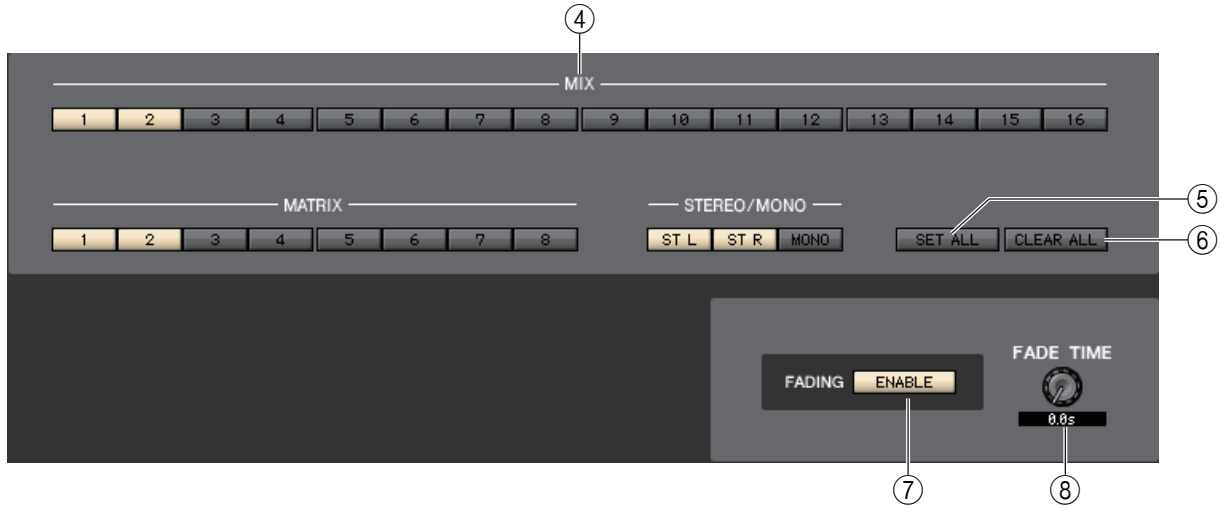 ④
MIX
1 2 3 4 5 6 7 8 9 10 11 12 13 14 15 16
MATRIX STEREO/MONO
⑤
1 2 3 4 5 6 7 8 ST L ST R MONO SET ALL CLEAR ALL
⑥
FADE TIME
FADING ENABLE
0.0s
⑦ ⑧